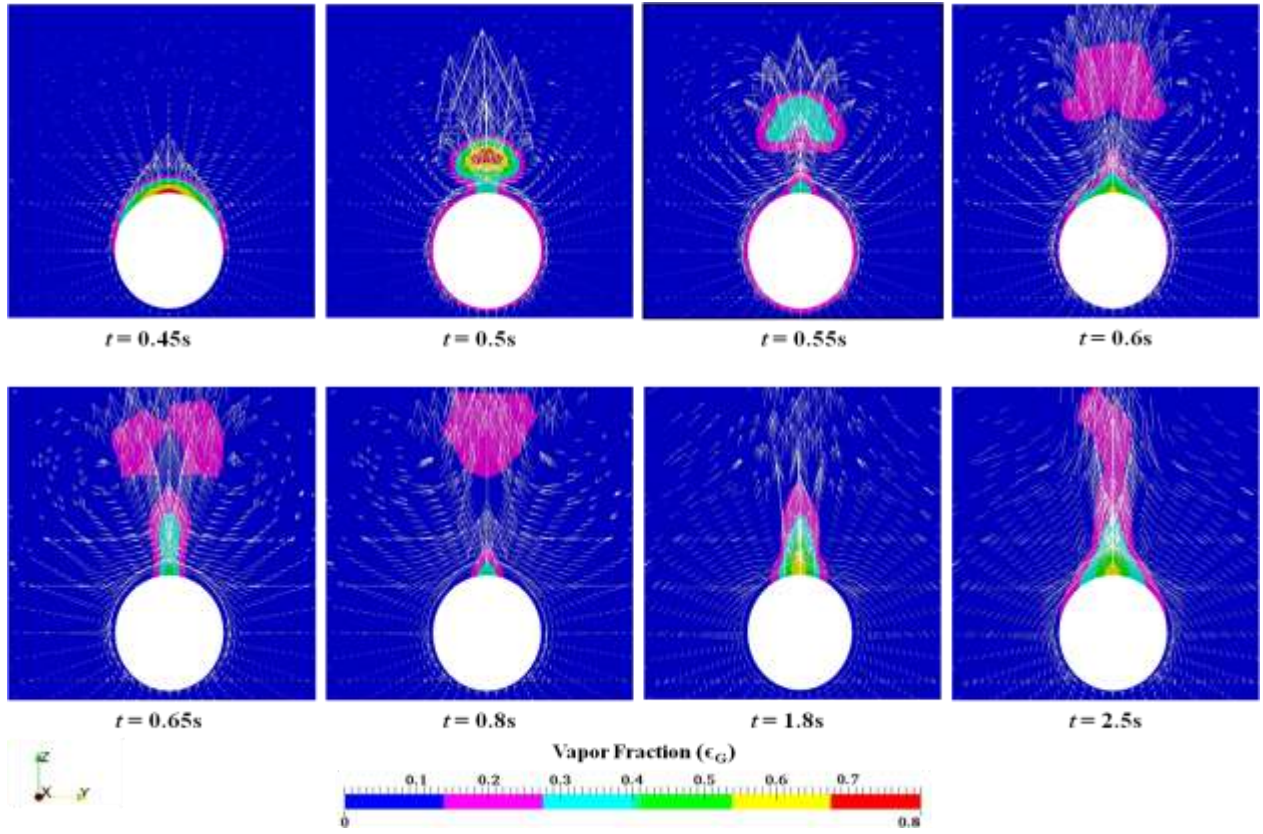 t = 0.45s
t = 0.5s
t = 0.55s
t = 0.6s
t = 0.65s
t = 0.8s
t = 1.8s
t = 2.5s
Z
X
Y
Vapor Fraction (ϵG)
0.1 0.2 0.3 0.4 0.5 0.6 0.7
0 0.8